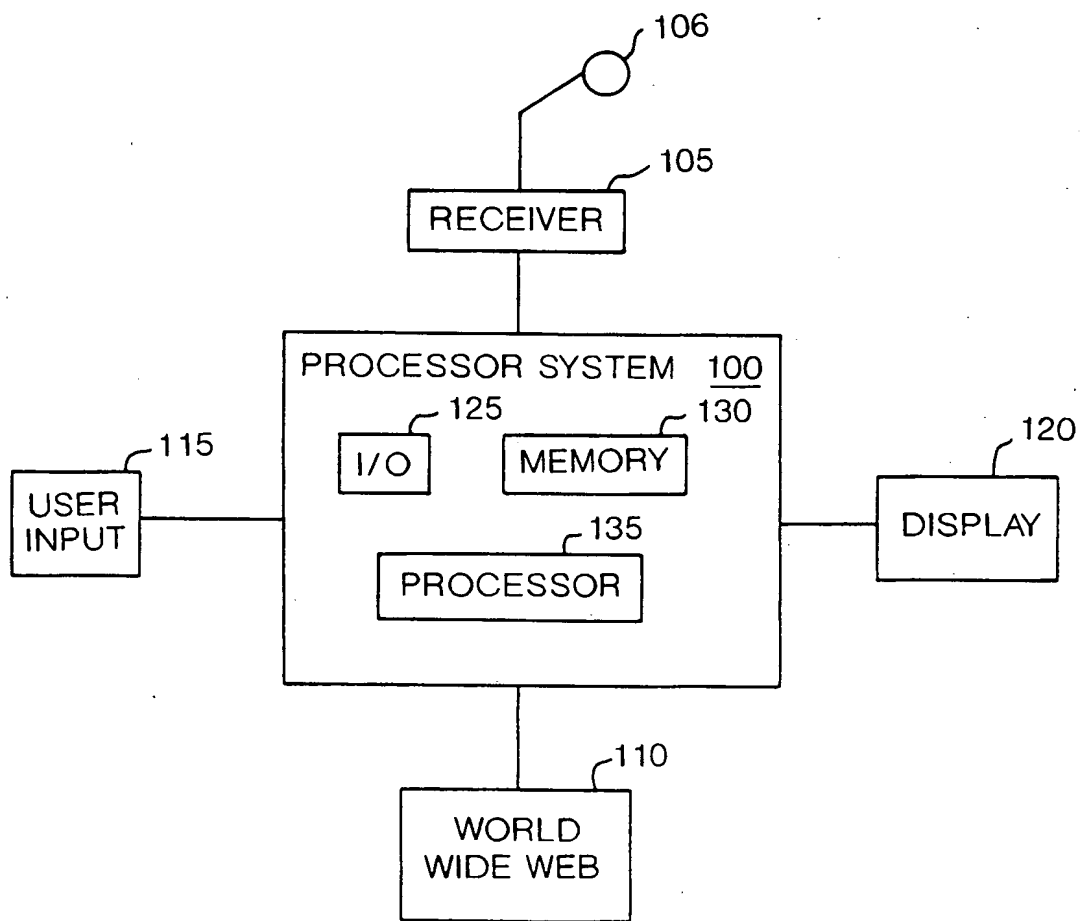 106
105
RECEIVER
PROCESSOR SYSTEM 100
125
130
I/O
MEMORY
115
USER
INPUT
120
DISPLAY
135
PROCESSOR
110
WORLD
WIDE WEB